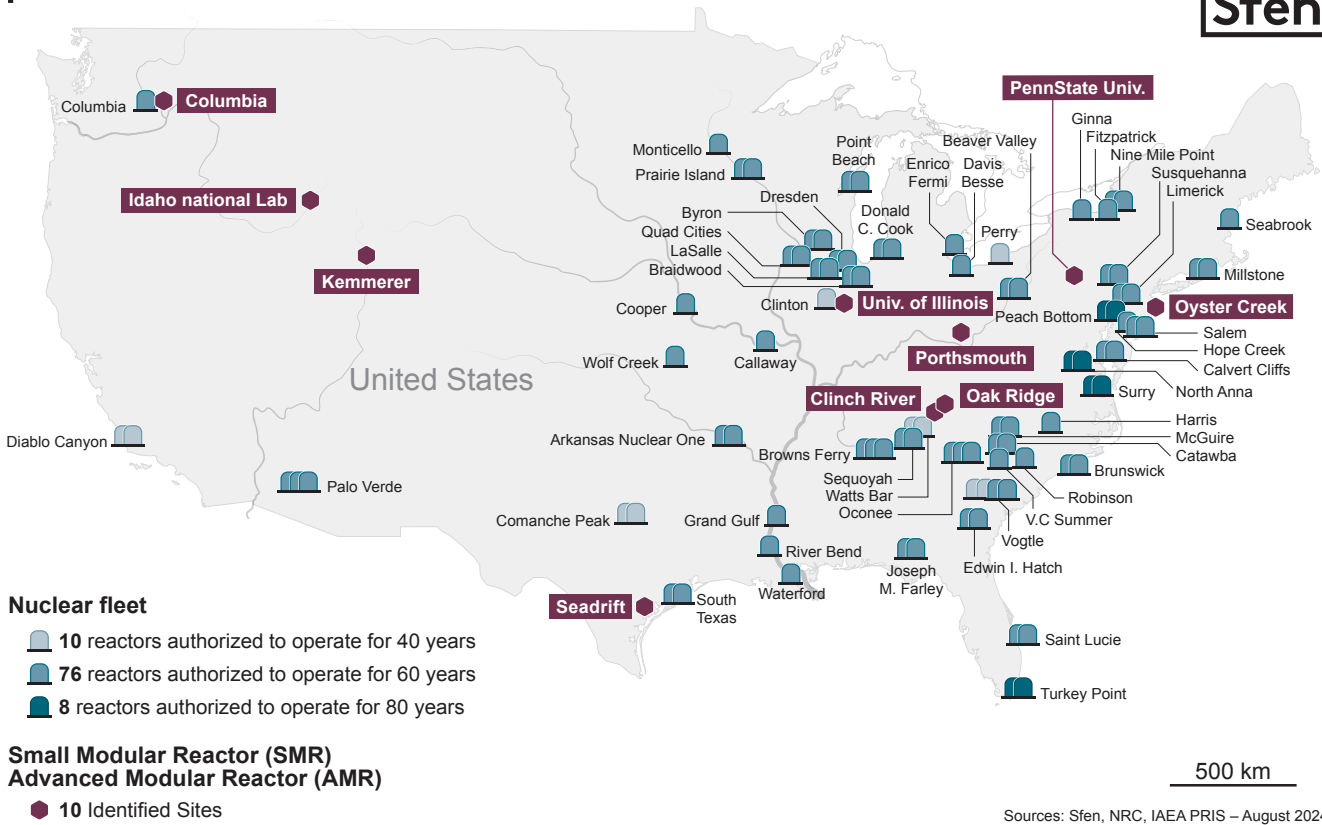 Sfen
PennState Univ.
Columbia
Columbia
Ginna
Fitzpatrick
Nine Mile Point
Susquehanna
Limerick
Beaver Valley
Point
Beach
Monticello
Prairie Island
Enrico
Fermi
Davis
Besse
Dresden
Idaho national Lab
Byron
Donald
C. Cook
Quad Cities
LaSalle
Braidwood
Perry
Seabrook
Kemmerer
Millstone
Cooper
Clinton
Univ. of Illinois
Peach Bottom
Oyster Creek
Salem
Hope Creek
Calvert Cliffs
Wolf Creek
Callaway
Porthsmouth
United States
North Anna
Surry
Clinch River
Oak Ridge
Harris
McGuire
Catawba
Diablo Canyon
Arkansas Nuclear One
Browns Ferry
Brunswick
Sequoyah
Watts Bar
Oconee
Robinson
V.C Summer
Vogtle
Palo Verde
Comanche Peak
Grand Gulf
River Bend
Joseph
M. Farley
Edwin I. Hatch
Waterford
Seadrift
South
Texas
Saint Lucie
Turkey Point
Nuclear fleet
10 reactors authorized to operate for 40 years
76 reactors authorized to operate for 60 years
8 reactors authorized to operate for 80 years
Small Modular Reactor (SMR)
Advanced Modular Reactor (AMR)
10 Identified Sites
500 km
Sources: Sfen, NRC, IAEA PRIS – August 2024